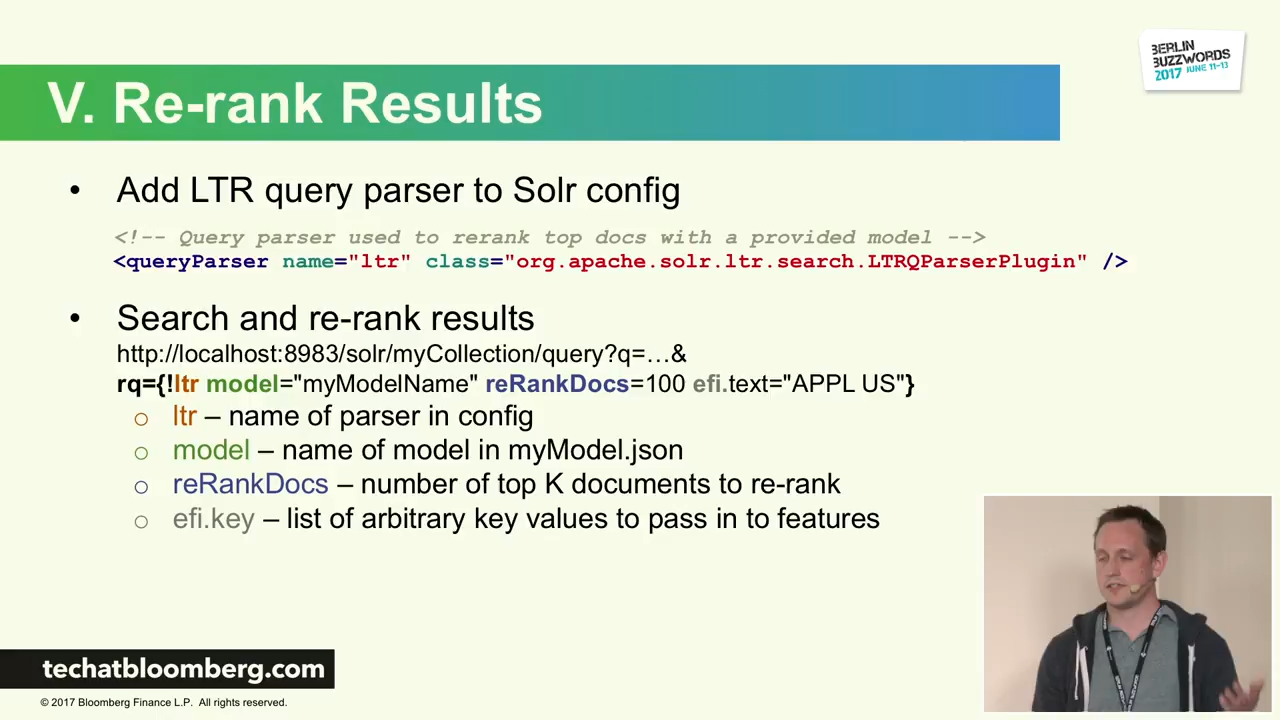 BERLIN
BUZZWORDS
2017 JUNE 11-13
V. Re-rank Results
• Add LTR query parser to Solr config
<!-- Query parser used to rerank top docs with a provided model -->
<queryParser name="ltr" class="org.apache.solr.ltr.search.LTRQParserPlugin" />
• Search and re-rank results
http://localhost:8983/solr/myCollection/query?q=…&
rq={!ltr model="myModelName" reRankDocs=100 efi.text="APPL US"}
o ltr – name of parser in config
o model – name of model in myModel.json
o reRankDocs – number of top K documents to re-rank
o efi.key – list of arbitrary key values to pass in to features
techatbloomberg.com
© 2017 Bloomberg Finance L.P. All rights reserved.